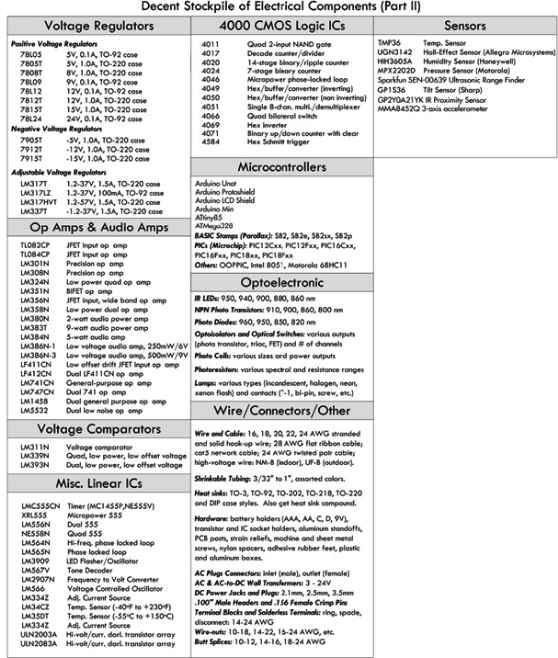 Decent Stockpile of Electrical Components (Part II)
Voltage Regulators
Positive Voltage Regulators
78L05 5V, 0.1A, TO-92 case
7805T 5V, 1.0A, TO-220 case
7808T 8V, 1.0A, TO-220 case
78L09 9V, 0.1A, TO-92 case
78L12 12V, 0.1A, TO-92 case
7812T 12V, 1.0A, TO-220 case
7815T 15V, 1.0A, TO-220 case
78L24 24V, 0.1A, TO-92 case
Negative Voltage Regulators
7905T -5V, 1.0A, TO-220 case
7912T -12V, 1.0A, TO-220 case
7915T -15V, 1.0A, TO-220 case
Adjustable Voltage Regulators
LM317T 1.2-37V, 1.5A, TO-220 case
LM317LZ 1.2-37V, 100mA, TO-92 case
LM317HVT 1.2-57V, 1.5A, TO-220 case
LM337T -1.2-37V, 1.5A, TO-220 case
Op Amps & Audio Amps
TL082CP JFET Input op amp
TL084CP JFET Input op amp
LM301N Precision op amp
LM308N Precision op amp
LM324N Low power quad op amp
LM351N BIFET op amp
LM356N JFET input, wide band op amp
LM358N Low power dual op amp
LM380N 2-watt audio power amp
LM383T 9-watt audio power amp
LM384N 5-watt audio amp
LM386N-1 Low voltage audio amp, 250mW/6V
LM386N-3 Low voltage audio amp, 500mW/9V
LF411CN Low offset drift JFET Input op amp
LF412CN Dual LF411CN op amp
LM741CN General-purpose op amp
LM747CN Dual 741 op amp
LM1458 Dual general purpose op amp
LM5532 Dual low noise op amp
Voltage Comparators
LM311N Voltage comparator
LM339N Quad, low power, low offset voltage
LM393N Dual, low power, low offset voltage
Misc. Linear ICs
LMC555CN Timer (MC1455P,NE555V)
XRL555 Micropower 555
LM556N Dual 555
NE558N Quad 555
LM564N Hi-freq. phase locked loop
LM565N Phase locked loop
LM3909 LED Flasher/Oscillator
LM567V Tone Decoder
LM2907N Frequency to Volt Converter
LM566 Voltage Controlled Oscillator
LM334Z Adj. Current Source
LM34CZ Temp. Sensor (-40°F to +230°F)
LM35DT Temp. Sensor (-55°C to +150°C)
LM334Z Adj. Current Source
ULN2003A Hi-volt/curr. darl. transistor array
ULN2083A Hi-volt/curr. darl. transistor array
4000 CMOS Logic ICs
4011 Quad 2-input NAND gate
4017 Decade counter/divider
4020 14-stage binary/ripple counter
4024 7-stage binary counter
4046 Micropower phase-locked loop
4049 Hex/buffer/converter (inverting)
4050 Hex/buffer/converter (non inverting)
4051 Single 8-chan. multi./demultiplexer
4066 Quad bilateral switch
4069 Hex inverter
4071 Binary up/down counter with clear
4584 Hex Schmitt trigger
Microcontrollers
Arduino Unot
Arduino Protoshield
Arduino LCD Shield
Arduino Min
ATtiny85
ATMega328
BASIC Stamps (Parallax): SB2, SB2e, SB2sx, SB2p
PICs (Microchip): PIC12Cxx, PIC12Fxx, PIC16Cxx,
PIC16Fxx, PIC18xx, PIC18Fxx
Others: OOPPIC, Intel 8051, Motorola 68HC11
Optoelectronic
IR LEDs: 950, 940, 900, 880, 860 nm
NPN Photo Transistors: 910, 900, 860, 800 nm
Photo Diodes: 960, 950, 850, 820 nm
Optoisolators and Optical Switches: various outputs
(photo transistor, triac, FET) and # of channels
Photo Cells: various sizes and power outputs
Photoresistors: various spectral and resistance ranges
Lamps: various types (incandescent, halogen, neon,
xenon flash) and contacts (T-1, bi-pin, screw, etc.)
Wire/Connectors/Other
Wire and Cable: 16, 18, 20, 22, 24 AWG stranded
and solid hook-up wire; 28 AWG flat ribbon cable;
cat5 network cable; 24 AWG twisted pair cable;
high-voltage wire: NM-B (indoor), UF-B (outdoor).
Shrinkable Tubing: 3/32" to 1", assorted colors.
Heat sinks: TO-3, TO-92, TO-202, TO-218, TO-220
and DIP case styles. Also get heat sink compound.
Hardware: battery holders (AAA, AA, C, D, 9V),
transistor and IC socket holders, aluminum standoffs,
PCB posts, strain reliefs, machine and sheet metal
screws, nylon spacers, adhesive rubber feet, plastic
and aluminum boxes.
AC Plugs Connectors: inlet (male), outlet (female)
AC & AC-to-DC Wall Transformers: 3 - 24V
DC Power Jacks and Plugs: 2.1mm, 2.5mm, 3.5mm
.100" Male Headers and .156 Female Crimp Pins
Terminal Blocks and Solderless Terminals: ring, spade,
disconnect: 14-24 AWG
Wire-nuts: 10-18, 14-22, 16-24 AWG, etc.
Butt Splices: 10-12, 14-16, 18-24 AWG
Sensors
TMF36 Temp. Sensor
UGN3142 Hall-Effect Sensor (Allegro Microsystems)
HIH3605A Humidity Sensor (Honeywell)
MPX2202D Pressure Sensor (Motorola)
Sparkfun SEN-00639 Ultrasonic Range Finder
GP1S36 Tilt Sensor (Sharp)
GP2Y0A21YK IR Proximity Sensor
MMA8452Q 3-axis accelerometer